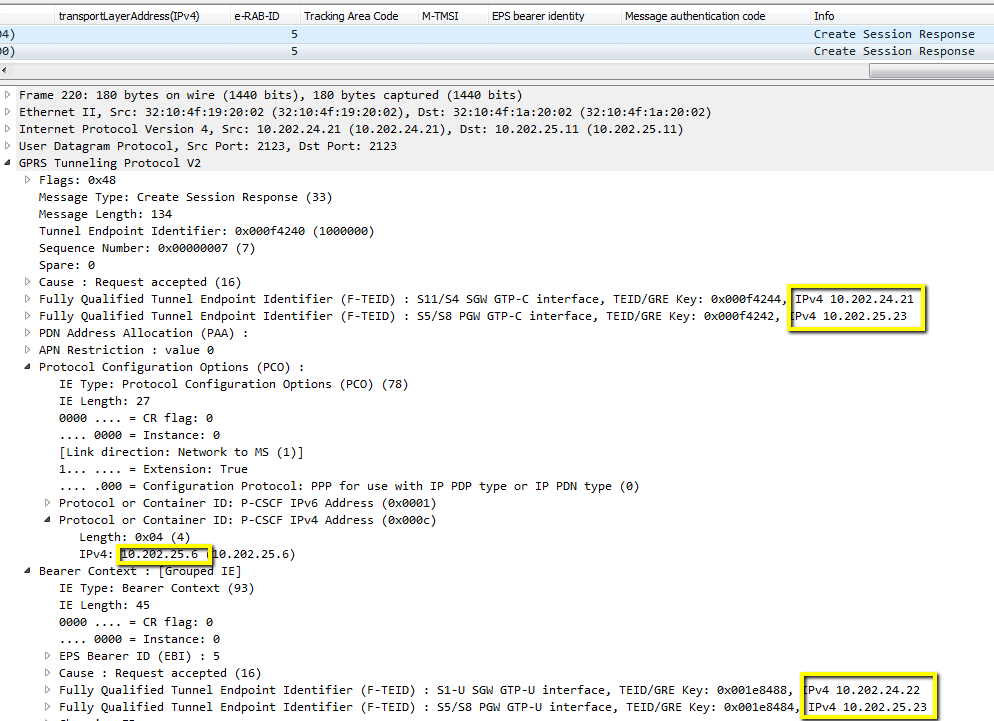 transportLayerAddress(IPv4) e-RAB-ID Tracking Area Code M-TMSI EPS bearer identity Message authentication code Info
04) 5 Create Session Response
00) 5 Create Session Response
Frame 220: 180 bytes on wire (1440 bits), 180 bytes captured (1440 bits)
Ethernet II, Src: 32:10:4f:19:20:02 (32:10:4f:19:20:02), Dst: 32:10:4f:1a:20:02 (32:10:4f:1a:20:02)
Internet Protocol Version 4, Src: 10.202.24.21 (10.202.24.21), Dst: 10.202.25.11 (10.202.25.11)
User Datagram Protocol, Src Port: 2123, Dst Port: 2123
GPRS Tunneling Protocol V2
Flags: 0x48
Message Type: Create Session Response (33)
Message Length: 134
Tunnel Endpoint Identifier: 0x000f4240 (1000000)
Sequence Number: 0x00000007 (7)
Spare: 0
Cause : Request accepted (16)
Fully Qualified Tunnel Endpoint Identifier (F-TEID) : S11/S4 SGW GTP-C interface, TEID/GRE Key: 0x000f4244, IPv4 10.202.24.21
Fully Qualified Tunnel Endpoint Identifier (F-TEID) : S5/S8 PGW GTP-C interface, TEID/GRE Key: 0x000f4242, IPv4 10.202.25.23
PDN Address Allocation (PAA) :
APN Restriction : value 0
Protocol Configuration Options (PCO) :
IE Type: Protocol Configuration Options (PCO) (78)
IE Length: 27
0000 .... = CR flag: 0
.... 0000 = Instance: 0
[Link direction: Network to MS (1)]
1... .... = Extension: True
.... .000 = Configuration Protocol: PPP for use with IP PDP type or IP PDN type (0)
Protocol or Container ID: P-CSCF IPv6 Address (0x0001)
Protocol or Container ID: P-CSCF IPv4 Address (0x000c)
Length: 0x04 (4)
IPv4: 10.202.25.6 (10.202.25.6)
Bearer Context : [Grouped IE]
IE Type: Bearer Context (93)
IE Length: 45
0000 .... = CR flag: 0
.... 0000 = Instance: 0
EPS Bearer ID (EBI) : 5
Cause : Request accepted (16)
Fully Qualified Tunnel Endpoint Identifier (F-TEID) : S1-U SGW GTP-U interface, TEID/GRE Key: 0x001e8488, IPv4 10.202.24.22
Fully Qualified Tunnel Endpoint Identifier (F-TEID) : S5/S8 PGW GTP-U interface, TEID/GRE Key: 0x001e8484, IPv4 10.202.25.23